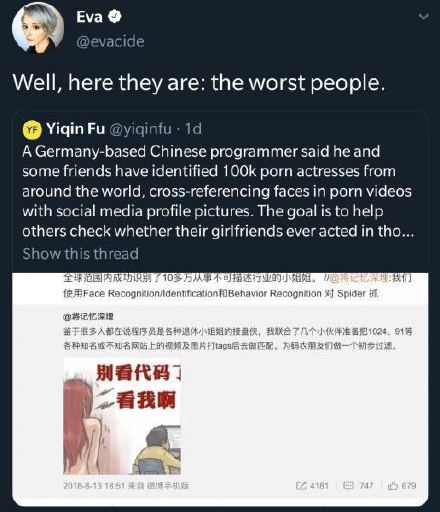 Eva
@evacide
Well, here they are: the worst people.
YF Yiqin Fu @yiqinfu · 1d
A Germany-based Chinese programmer said he and
some friends have identified 100k porn actresses from
around the world, cross-referencing faces in porn videos
with social media profile pictures. The goal is to help
others check whether their girlfriends ever acted in tho...
Show this thread
全球范围内成功识别了10多万从事不可描述行业的小姐姐。 //@将记忆深埋:我们
使用Face Recognition/Identification和Behavior Recognition 对 Spider 抓
@将记忆深埋
鉴于很多人都在说程序员是各种退休小姐姐的接盘侠，我联合了几个小伙伴准备把1024、91等
各种知名或不知名网站上的视频及图片打tags后去做匹配，为码农朋友们做一个初步过滤。
别看代码了
看我啊
2018-8-13 18:51 来自 微博手机版
4181 747 679